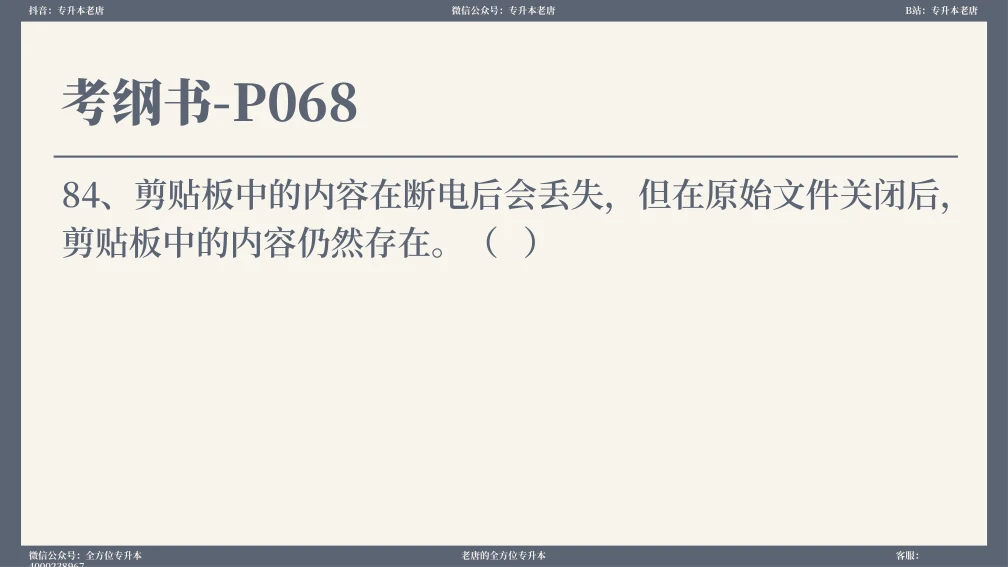 抖音：专升本老唐
微信公众号：专升本老唐
B站：专升本老唐
考纲书-P068
84、剪贴板中的内容在断电后会丢失，但在原始文件关闭后，
剪贴板中的内容仍然存在。（ ）
微信公众号：全方位专升本
老唐的全方位专升本
客服：
4000238967